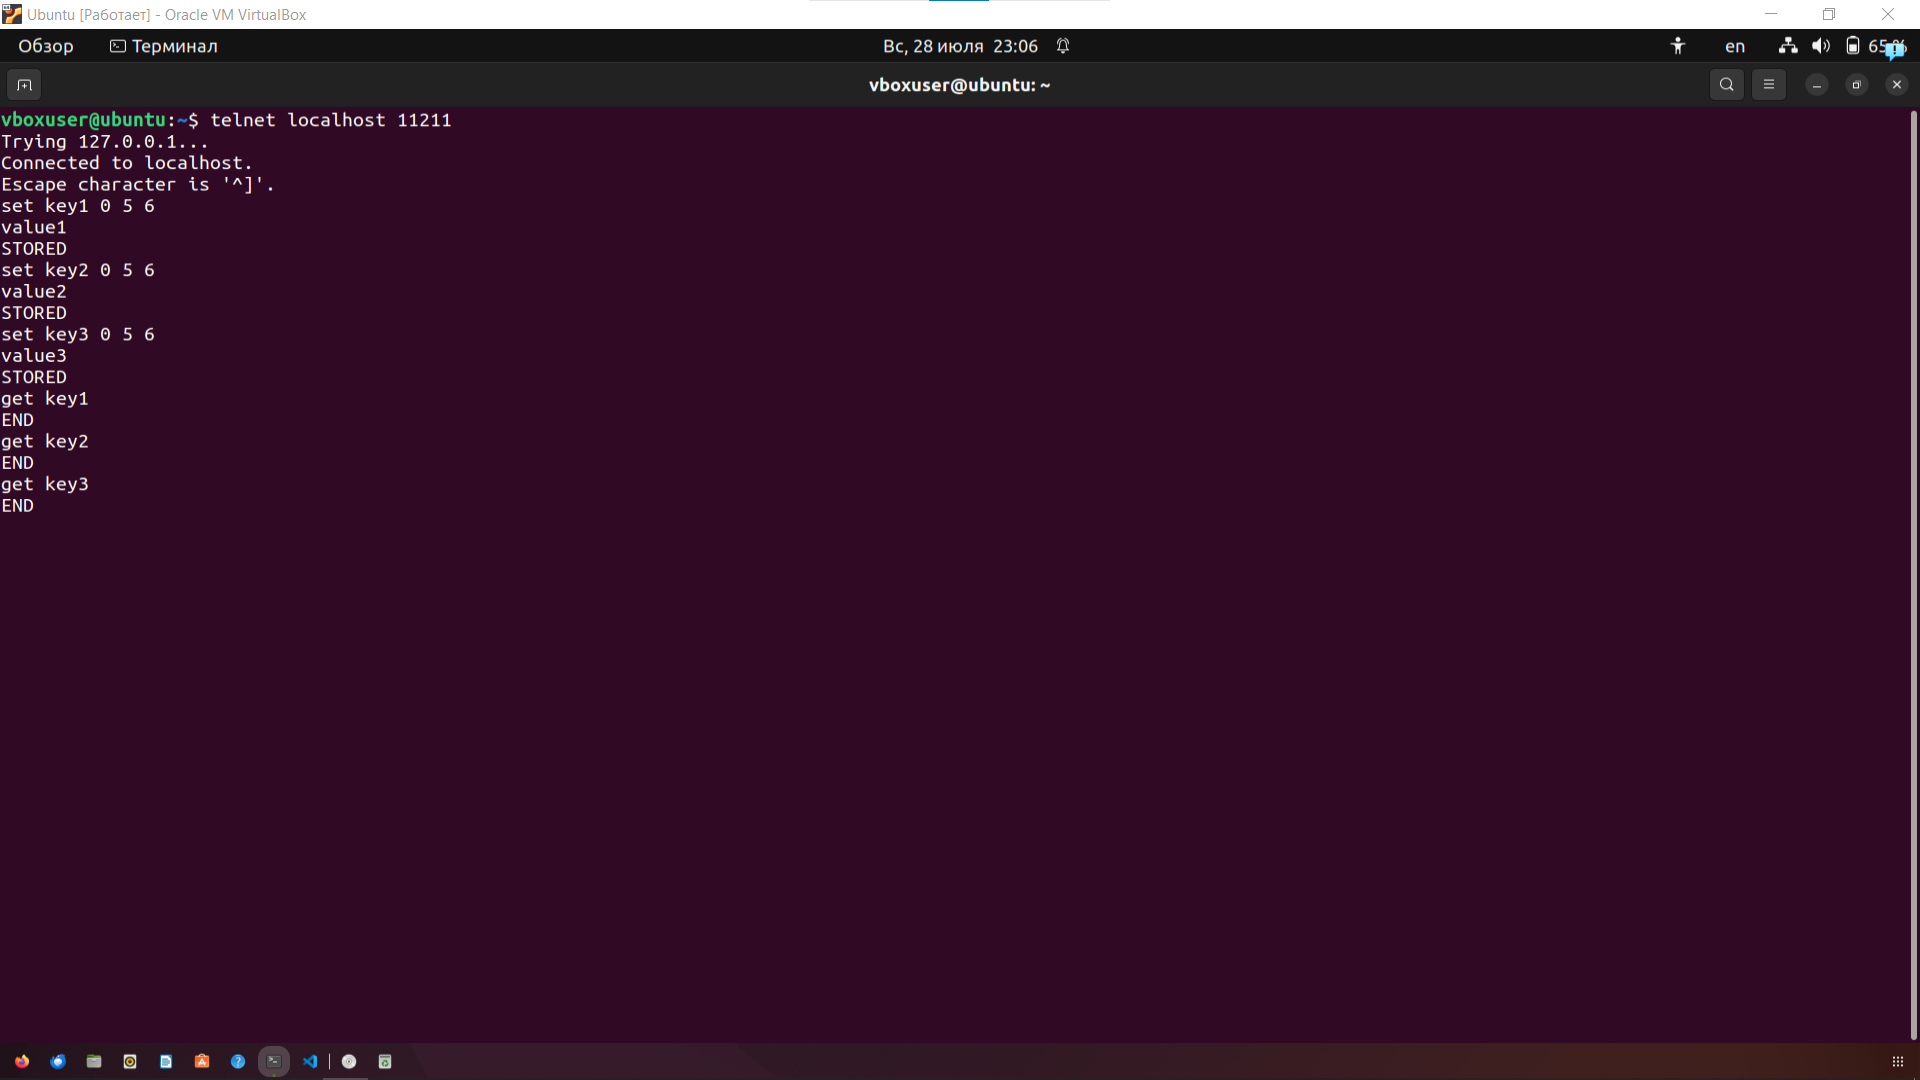 Ubuntu [Работает] - Oracle VM VirtualBox
Обзор Терминал Вс, 28 июля 23:06 en 65 %
vboxuser@ubuntu: ~
vboxuser@ubuntu:~$ telnet localhost 11211
Trying 127.0.0.1...
Connected to localhost.
Escape character is '^]'.
set key1 0 5 6
value1
STORED
set key2 0 5 6
value2
STORED
set key3 0 5 6
value3
STORED
get key1
END
get key2
END
get key3
END